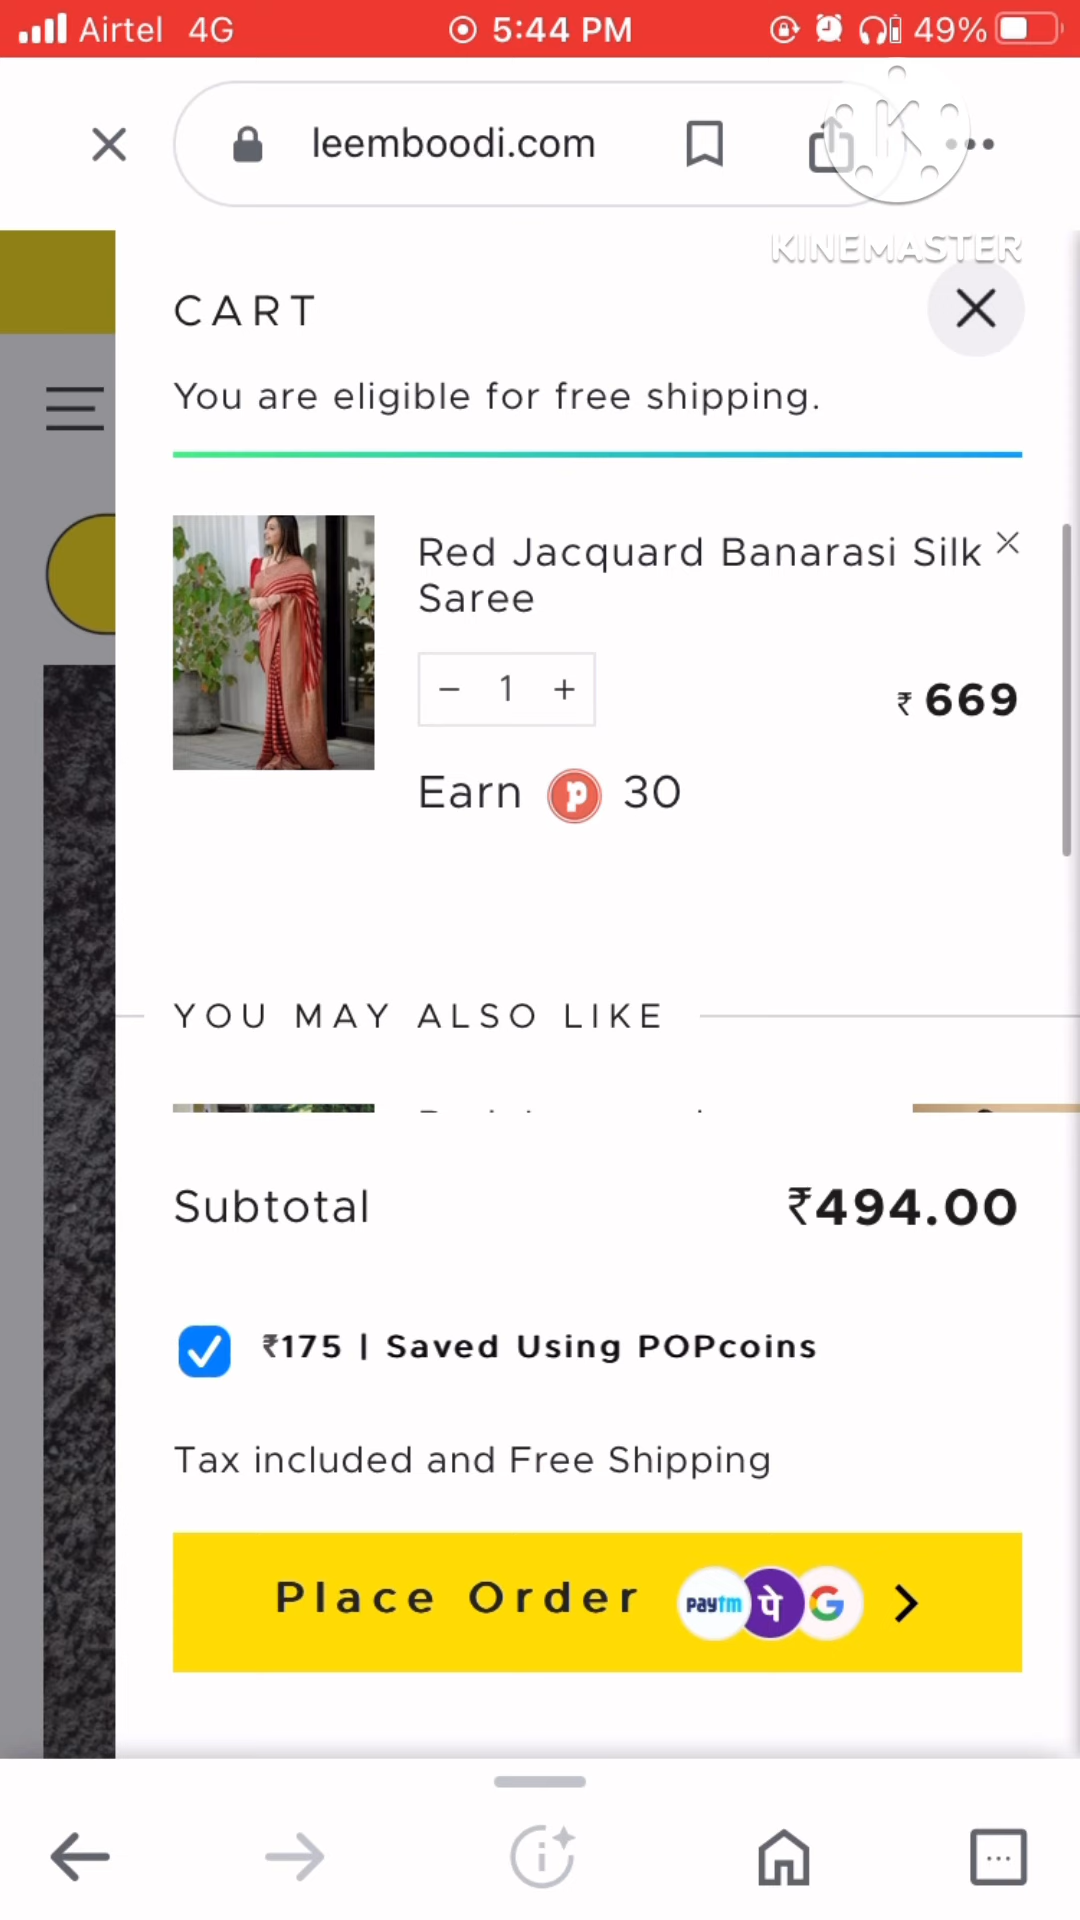 Airtel 4G 5:44 PM 49%
leemboodi.com
KINEMASTER
CART
You are eligible for free shipping.
Red Jacquard Banarasi Silk
Saree
− 1 +
₹ 669
Earn p 30
YOU MAY ALSO LIKE
Subtotal ₹494.00
₹175 | Saved Using POPcoins
Tax included and Free Shipping
Place Order paytm पे G